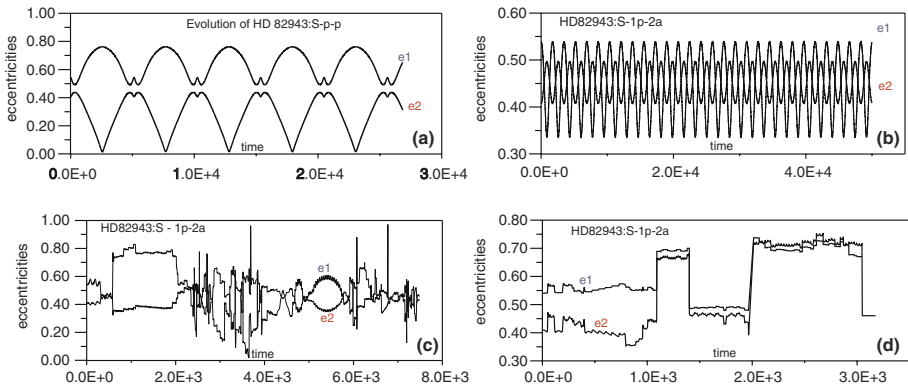 1.00
Evolution of HD 82943:S-p-p
0.80
e1
0.60
eccentricities
0.40
e2
0.20
(a)
time
0.00
0.0E+0
1.0E+4
2.0E+4
3.0E+4
0.60
HD82943:S-1p-2a
e1
0.50
eccentricities
e2
0.40
(b)
time
0.30
0.0E+0
2.0E+4
4.0E+4
1.00
HD82943:S - 1p-2a
0.80
e1
0.60
eccentricities
0.40
e2
0.20
(c)
time
0.00
0.0E+0
2.0E+3
4.0E+3
6.0E+3
8.0E+3
0.80
HD82943:S-1p-2a
0.70
0.60
e1
eccentricities
0.50
e2
0.40
(d)
time
0.30
0.0E+0
1.0E+3
2.0E+3
3.0E+3